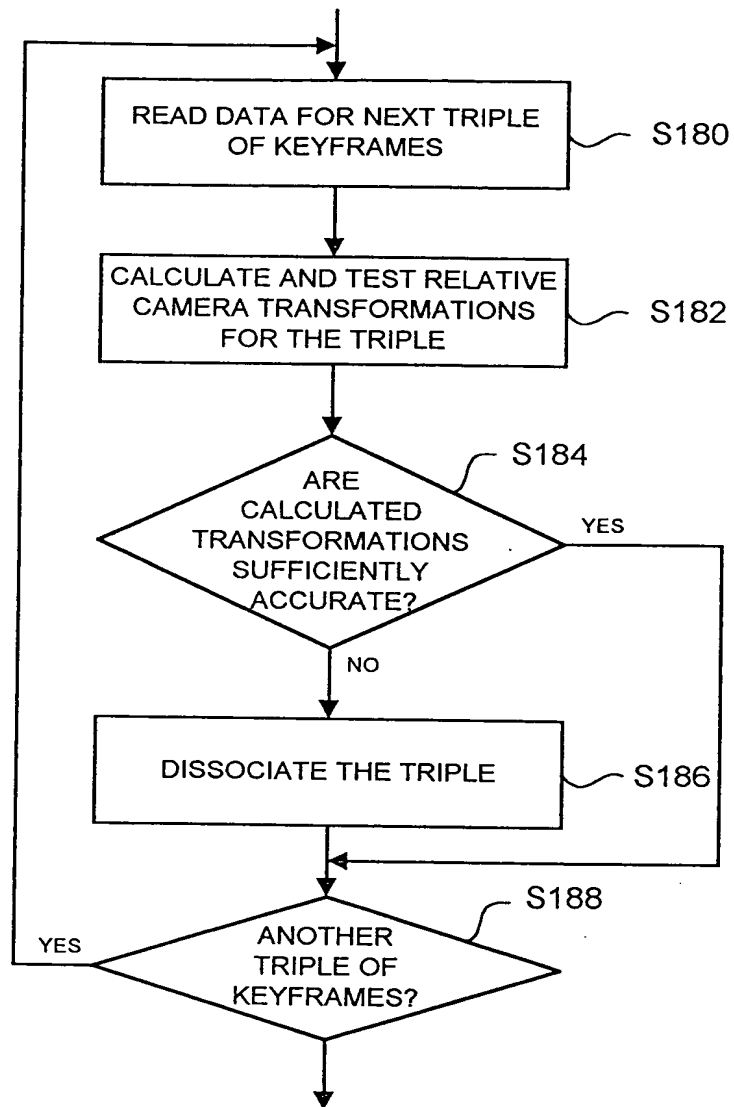 READ DATA FOR NEXT TRIPLE
OF KEYFRAMES
S180
CALCULATE AND TEST RELATIVE
CAMERA TRANSFORMATIONS
FOR THE TRIPLE
S182
S184
ARE
CALCULATED
TRANSFORMATIONS
SUFFICIENTLY
ACCURATE?
YES
NO
DISSOCIATE THE TRIPLE
S186
S188
YES
ANOTHER
TRIPLE OF
KEYFRAMES?